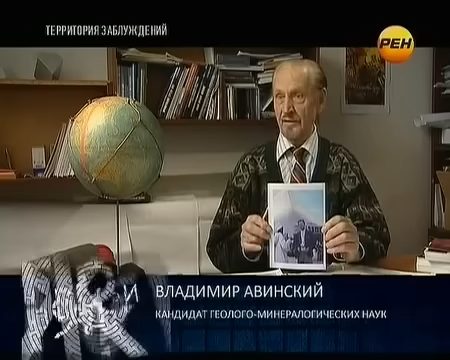 ТЕРРИТОРИЯ ЗАБЛУЖДЕНИЙ
РЕН
И
ВЛАДИМИР АВИНСКИЙ
КАНДИДАТ ГЕОЛОГО-МИНЕРАЛОГИЧЕСКИХ НАУК